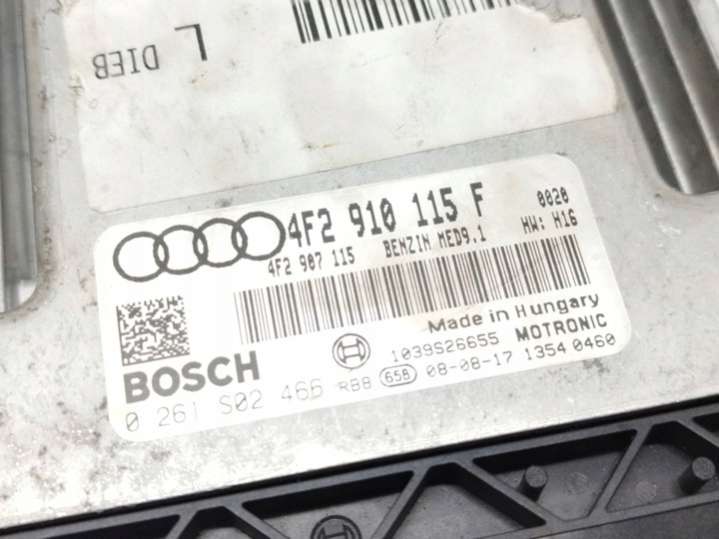 L DIEB
4F2 910 115 F 0020
4F2 907 115 BENZIN MED9.1 HW: H16
Made in Hungary
BOSCH 1039S26655 MOTRONIC
0 261 S02 466 RBB 658 08-08-17 1354 0460